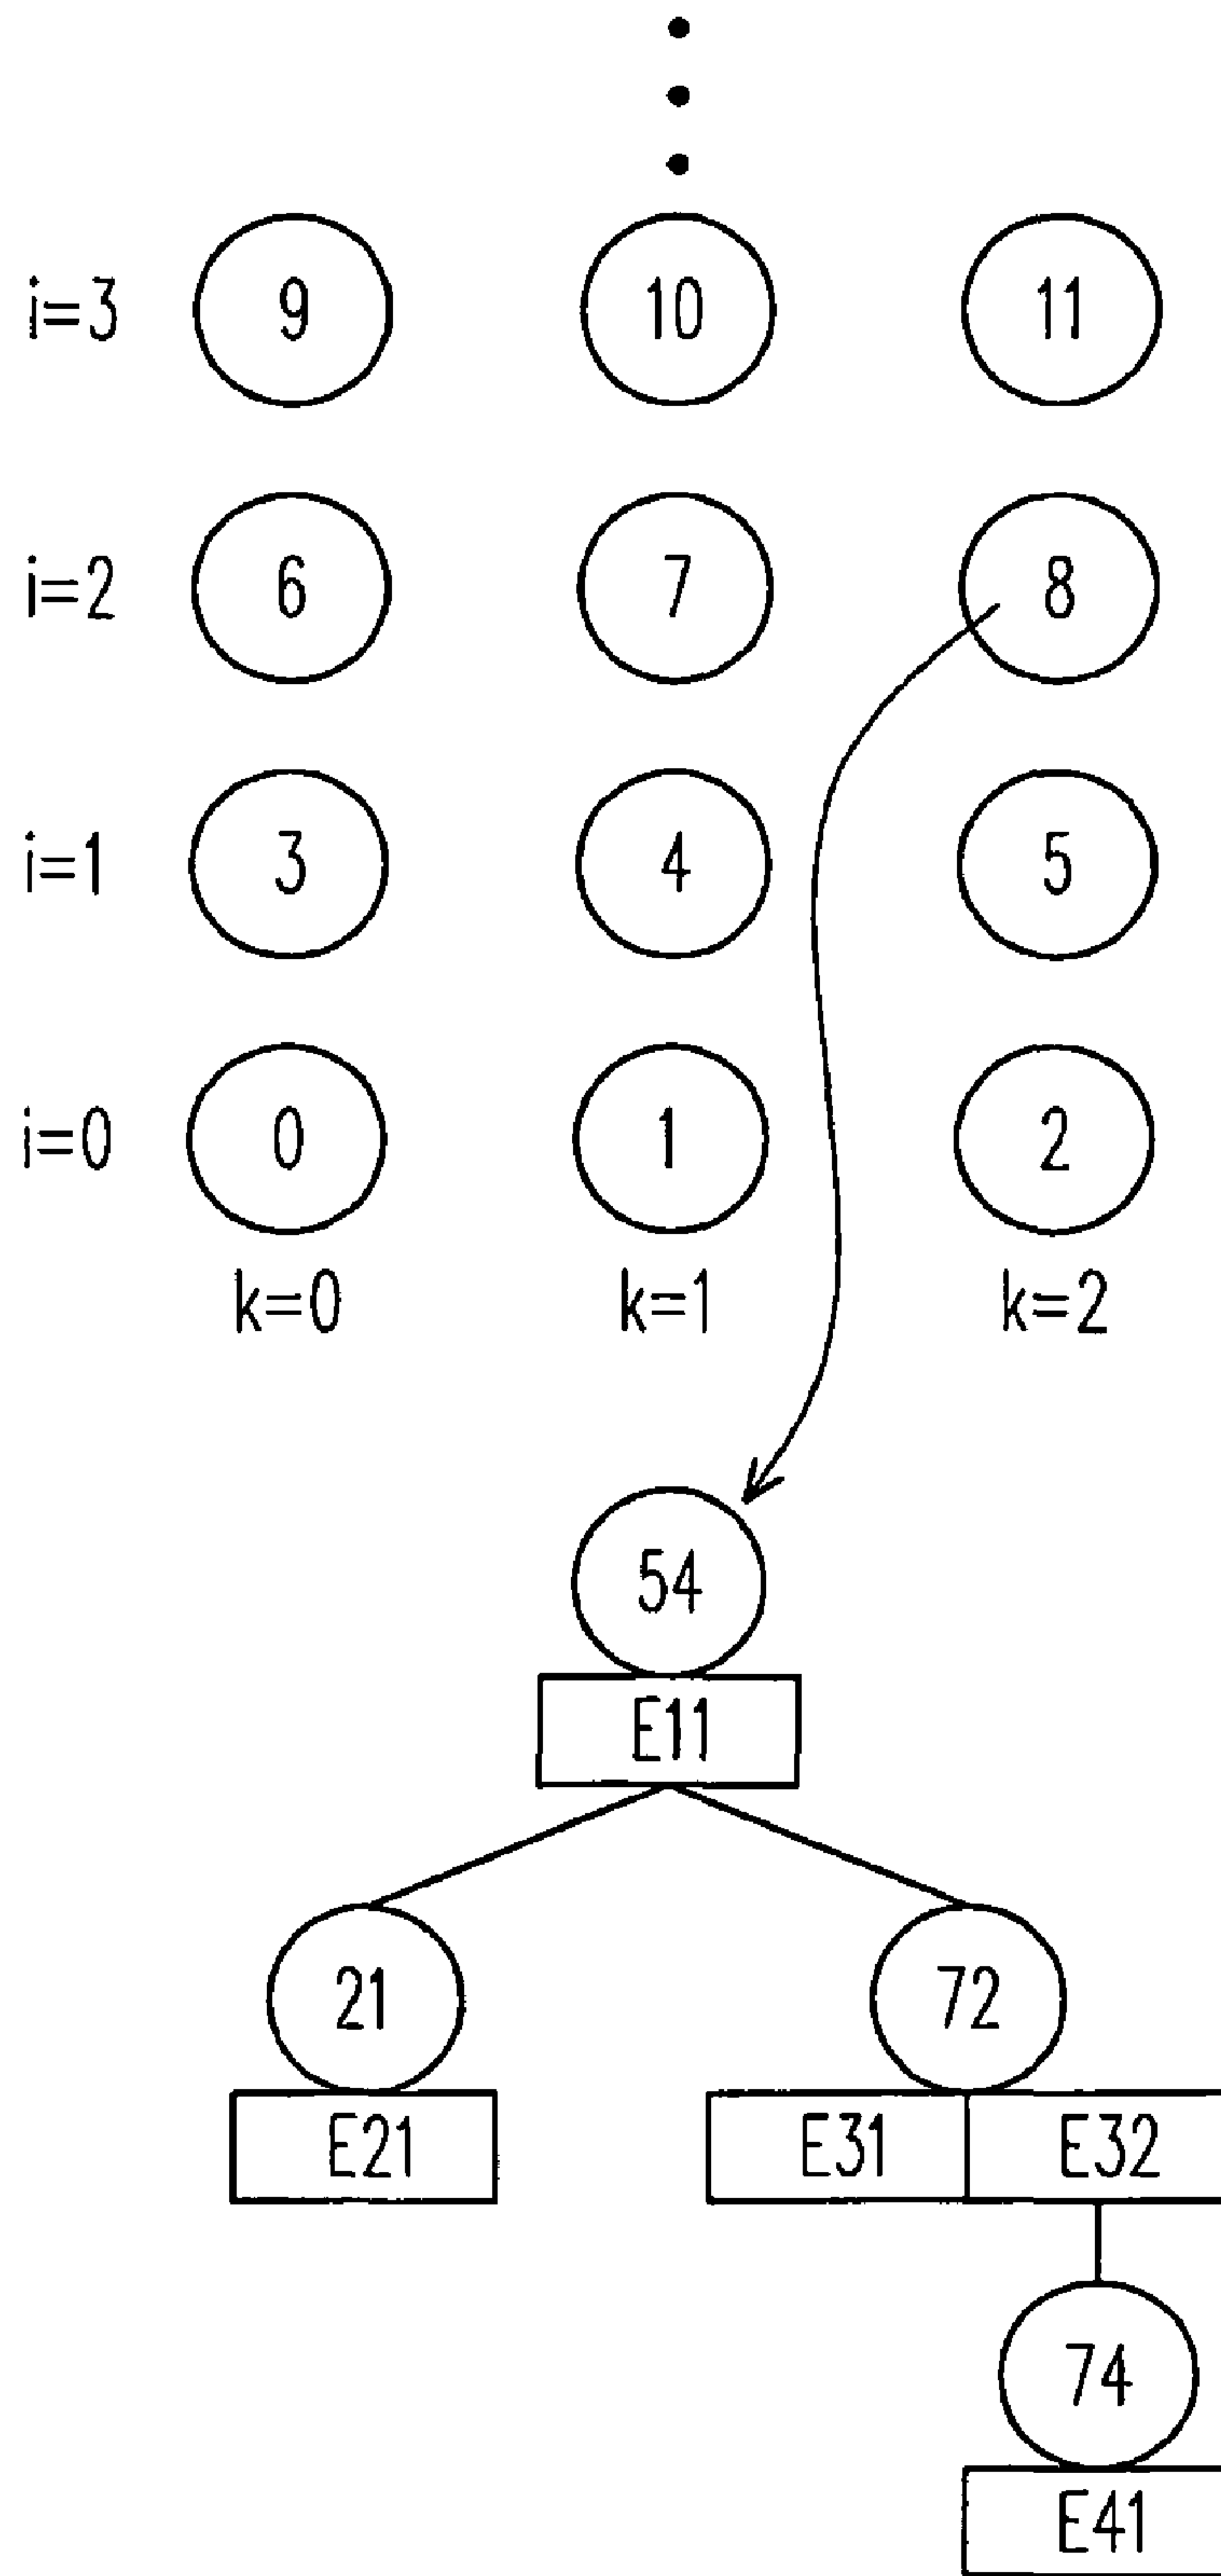 i=3 9 10 11
i=2 6 7 8
i=1 3 4 5
i=0 0 1 2
k=0 k=1 k=2
54
E11
21 72
E21 E31 E32
74
E41